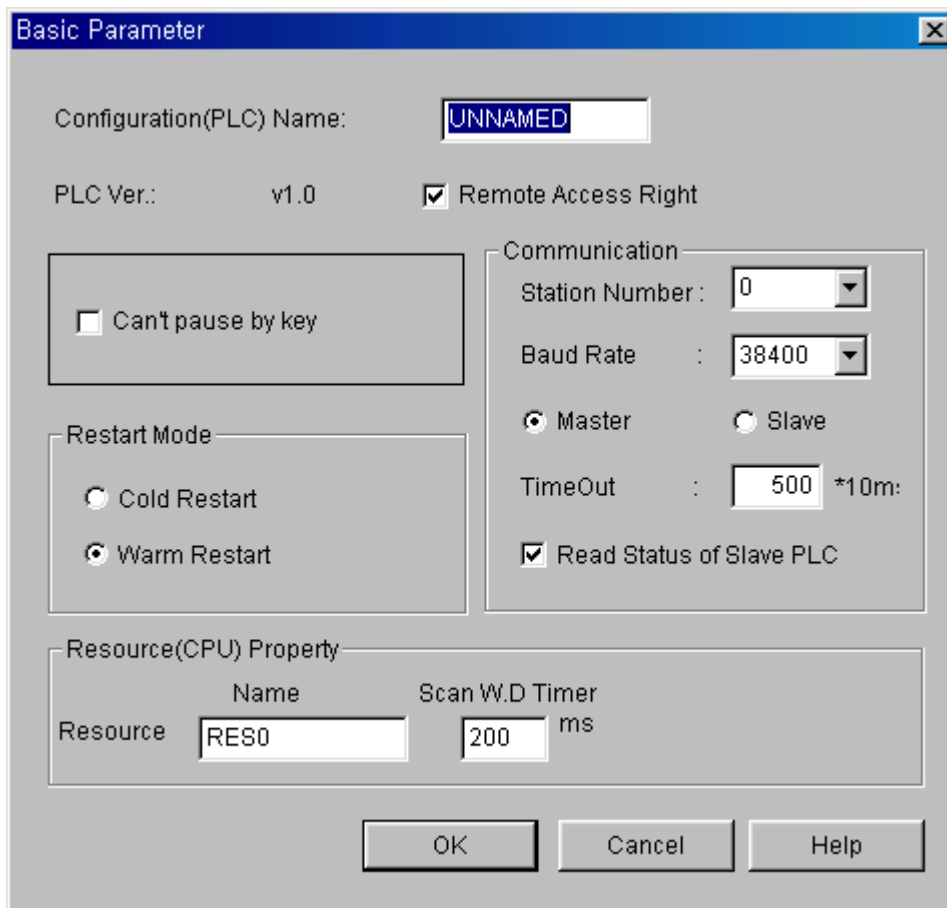 Basic Parameter
Configuration(PLC) Name: UNNAMED
PLC Ver.: v1.0 Remote Access Right
Can't pause by key
Restart Mode
Cold Restart
Warm Restart
Communication
Station Number : 0
Baud Rate : 38400
Master Slave
TimeOut : 500 *10ms
Read Status of Slave PLC
Resource(CPU) Property
Name Scan W.D Timer
Resource RES0 200 ms
OK Cancel Help